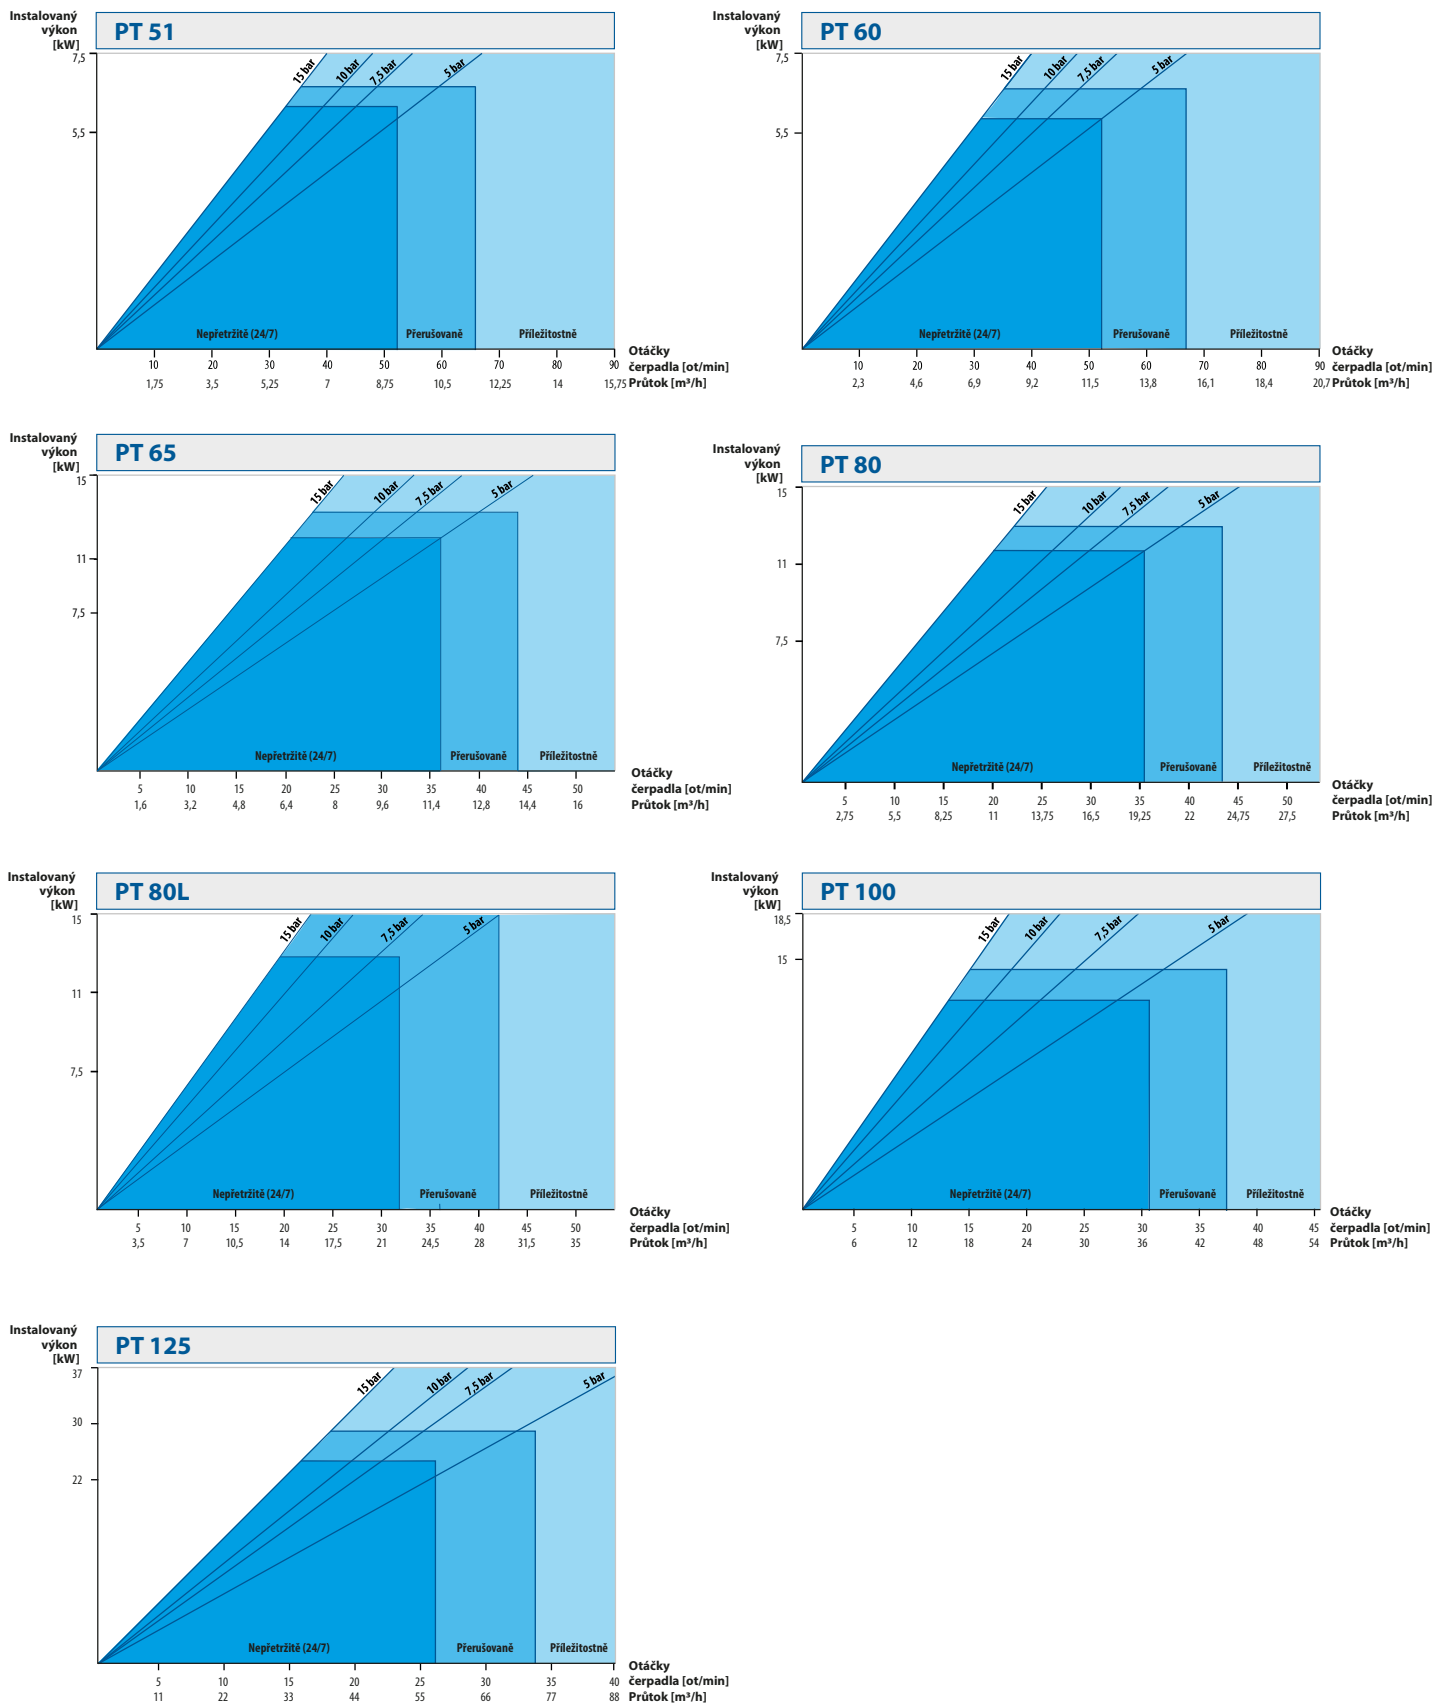 Instalovaný
výkon
[kW]
PT 51
7,5
5,5
15 bar
10 bar
7,5 bar
5 bar
Nepřetržitě (24/7)
Přerušovaně
Příležitostně
10 20 30 40 50 60 70 80 90
Otáčky
čerpadla [ot/min]
1,75 3,5 5,25 7 8,75 10,5 12,25 14 15,75 Průtok [m³/h]
Instalovaný
výkon
[kW]
PT 60
7,5
5,5
15 bar
10 bar
7,5 bar
5 bar
Nepřetržitě (24/7)
Přerušovaně
Příležitostně
10 20 30 40 50 60 70 80 90
Otáčky
čerpadla [ot/min]
2,3 4,6 6,9 9,2 11,5 13,8 16,1 18,4 20,7 Průtok [m³/h]
Instalovaný
výkon
[kW]
PT 65
15
11
7,5
15 bar
10 bar
7,5 bar
5 bar
Nepřetržitě (24/7)
Přerušovaně
Příležitostně
Otáčky
5 10 15 20 25 30 35 40 45 50 čerpadla [ot/min]
1,6 3,2 4,8 6,4 8 9,6 11,4 12,8 14,4 16 Průtok [m³/h]
Instalovaný
výkon
[kW]
PT 80
15
11
7,5
15 bar
10 bar
7,5 bar
5 bar
Nepřetržitě (24/7)
Přerušovaně
Příležitostně
Otáčky
5 10 15 20 25 30 35 40 45 50 čerpadla [ot/min]
2,75 5,5 8,25 11 13,75 16,5 19,25 22 24,75 27,5 Průtok [m³/h]
Instalovaný
výkon
[kW]
PT 80L
15
11
7,5
15 bar
10 bar
7,5 bar
5 bar
Nepřetržitě (24/7)
Přerušovaně
Příležitostně
Otáčky
5 10 15 20 25 30 35 40 45 50 čerpadla [ot/min]
3,5 7 10,5 14 17,5 21 24,5 28 31,5 35 Průtok [m³/h]
Instalovaný
výkon
[kW]
PT 100
18,5
15
15 bar
10 bar
7,5 bar
5 bar
Nepřetržitě (24/7)
Přerušovaně
Příležitostně
Otáčky
5 10 15 20 25 30 35 40 45 čerpadla [ot/min]
6 12 18 24 30 36 42 48 54 Průtok [m³/h]
Instalovaný
výkon
[kW]
PT 125
37
30
22
15 bar
10 bar
7,5 bar
5 bar
Nepřetržitě (24/7)
Přerušovaně
Příležitostně
Otáčky
5 10 15 20 25 30 35 40 čerpadla [ot/min]
11 22 33 44 55 66 77 88 Průtok [m³/h]